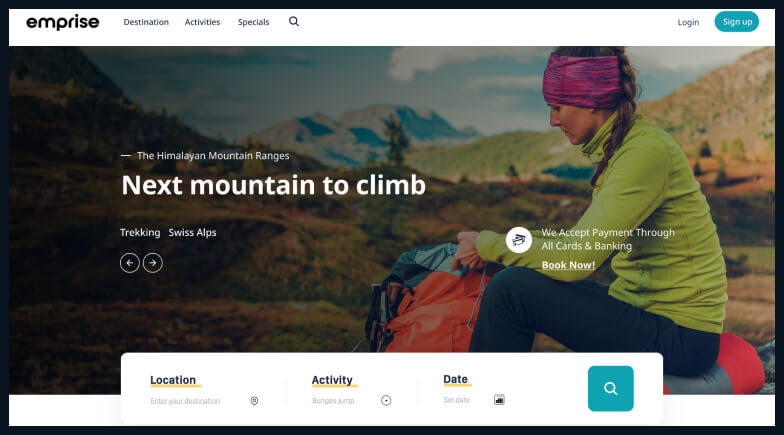 emprise
Destination Activities Specials
Login Sign up
— The Himalayan Mountain Ranges
Next mountain to climb
Trekking Swiss Alps
We Accept Payment Through
All Cards & Banking
Book Now!
Location Activity Date
Enter your destination Bungee jump Set date